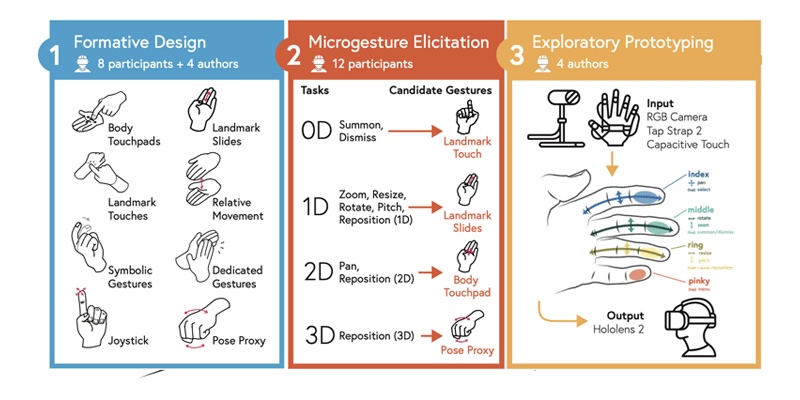 1 Formative Design
8 participants + 4 authors
Body
Touchpads
Landmark
Slides
Landmark
Touches
Relative
Movement
Symbolic
Gestures
Dedicated
Gestures
Joystick
Pose Proxy
2 Microgesture Elicitation
12 participants
Tasks
Candidate Gestures
0D Summon,
Dismiss
Landmark
Touch
1D Zoom, Resize,
Rotate, Pitch,
Reposition (1D)
Landmark
Slides
2D Pan,
Reposition (2D)
Body
Touchpad
3D Reposition (3D)
Pose Proxy
3 Exploratory Prototyping
4 authors
Input
RGB Camera
Tap Strap 2
Capacitive Touch
index
pan
select
middle
rotate
zoom
summon/dismiss
ring
resize
pitch
reposition
pinky
menu
Output
Hololens 2